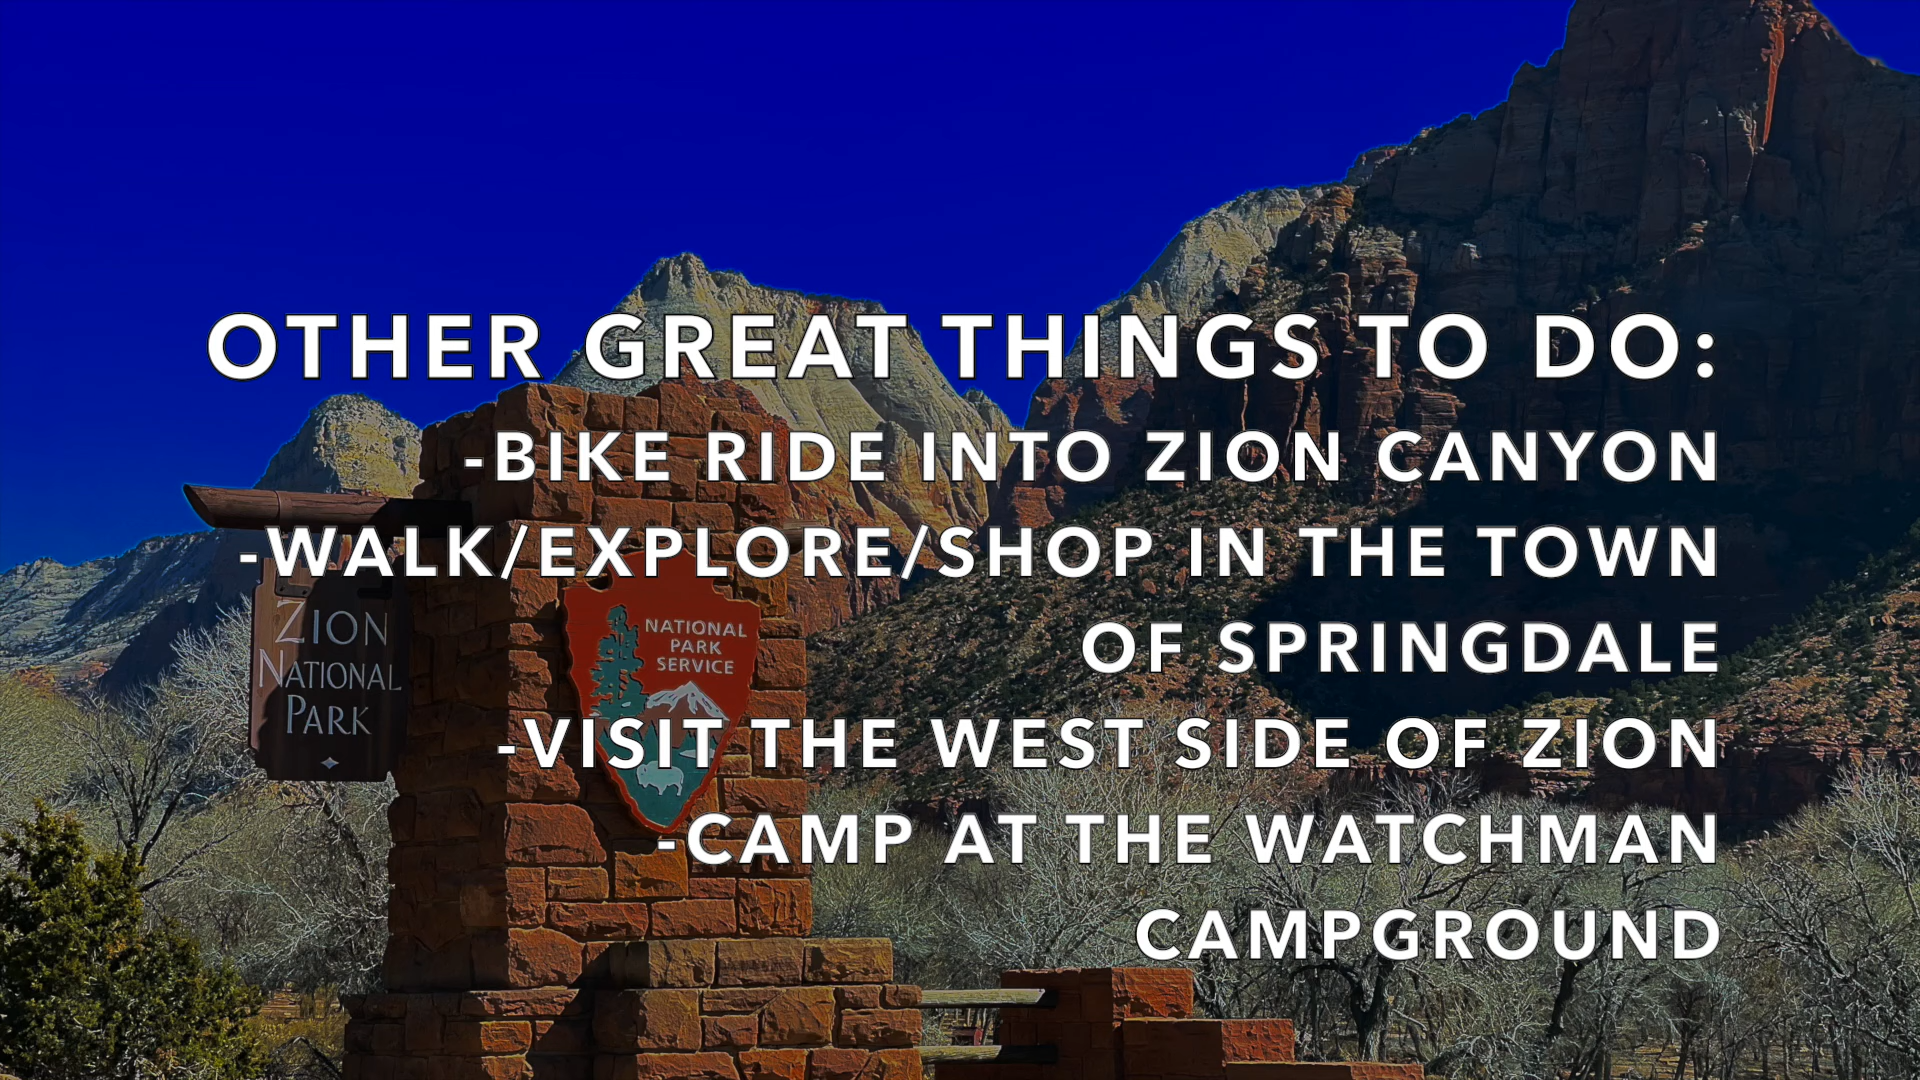 OTHER GREAT THINGS TO DO:
-BIKE RIDE INTO ZION CANYON
-WALK/EXPLORE/SHOP IN THE TOWN
OF SPRINGDALE
-VISIT THE WEST SIDE OF ZION
-CAMP AT THE WATCHMAN
CAMPGROUND
ZION
NATIONAL
PARK
NATIONAL
PARK
SERVICE